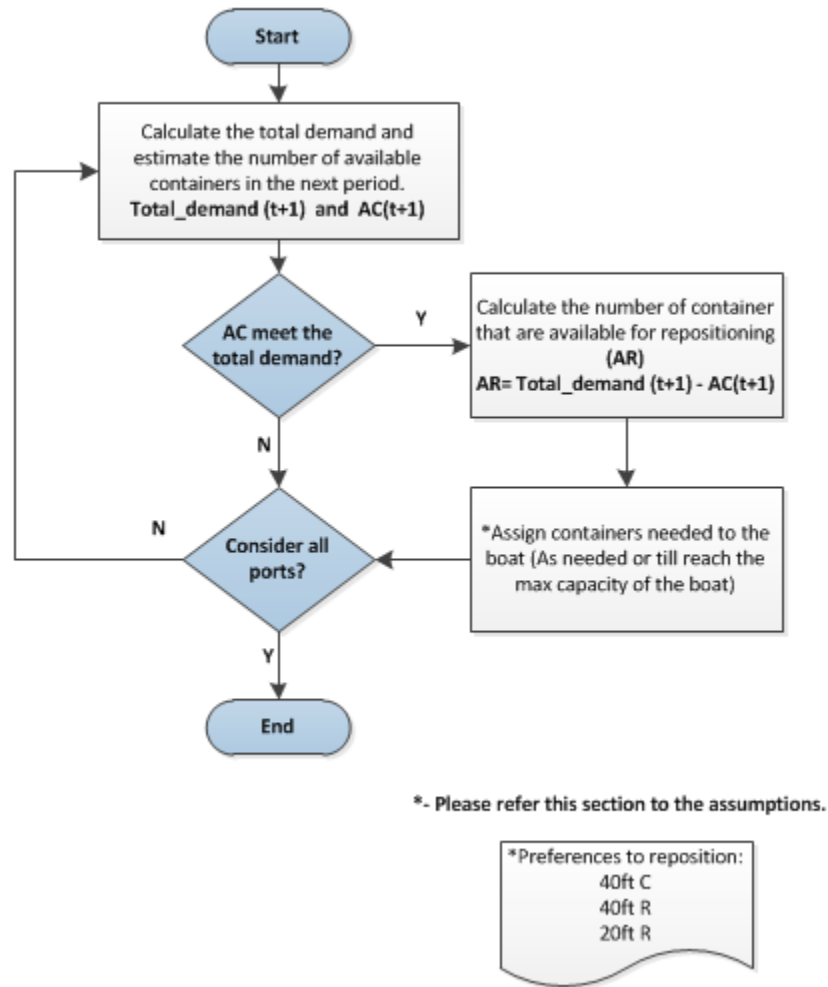 Start
Calculate the total demand and
estimate the number of available
containers in the next period.
Total_demand (t+1) and AC(t+1)
AC meet the
total demand?
Y
Calculate the number of container
that are available for repositioning
(AR)
AR= Total_demand (t+1) - AC(t+1)
N
*Assign containers needed to the
boat (As needed or till reach the
max capacity of the boat)
Consider all
ports?
N
Y
End
*- Please refer this section to the assumptions.
*Preferences to reposition:
40ft C
40ft R
20ft R